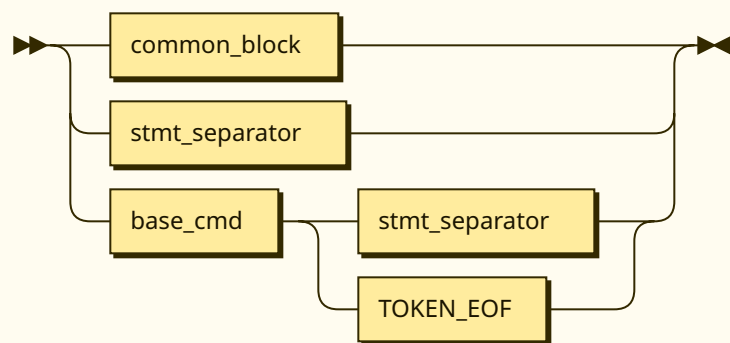 common_block
stmt_separator
base_cmd
stmt_separator
TOKEN_EOF